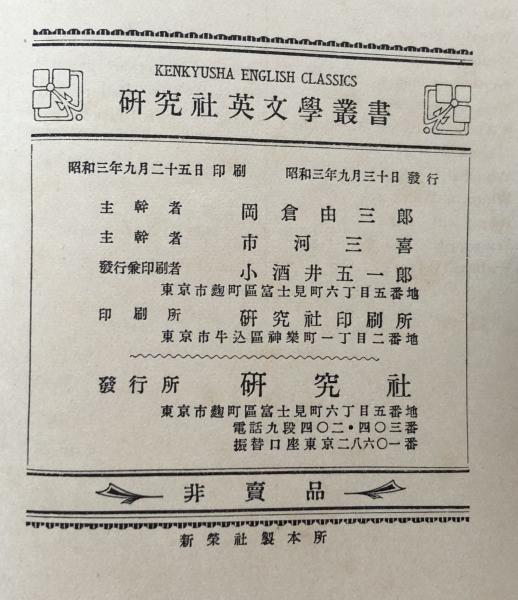 KENKYUSHA ENGLISH CLASSICS
硏究社英文學叢書
昭和三年九月二十五日 印刷　昭和三年九月三十日 發行
主幹者　岡倉由三郎
主幹者　市河三喜
發行兼印刷者　小酒井五一郎
東京市麴町區富士見町六丁目五番地
印刷所　硏究社印刷所
東京市牛込區神樂町一丁目二番地
發行所　硏究社
東京市麴町區富士見町六丁目五番地
電話九段四〇二・四〇三番
振替口座東京二八六〇一番
非賣品
新榮社製本所